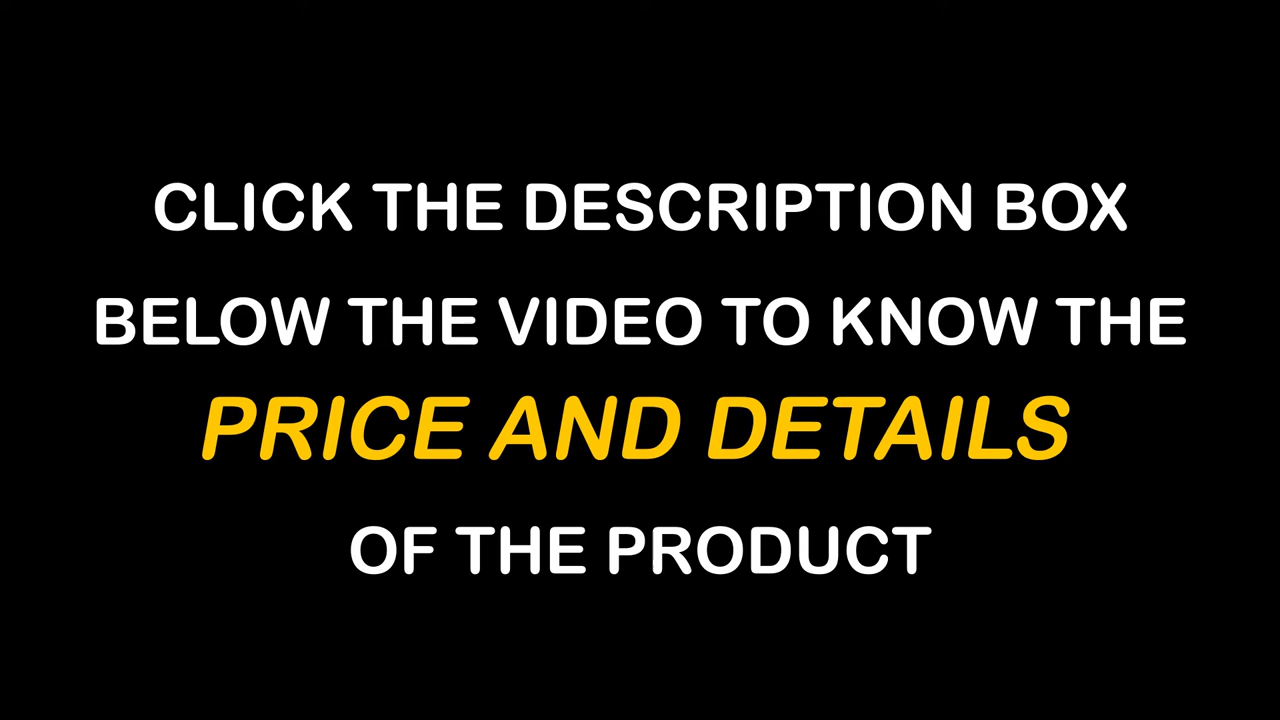 CLICK THE DESCRIPTION BOX
BELOW THE VIDEO TO KNOW THE
PRICE AND DETAILS
OF THE PRODUCT